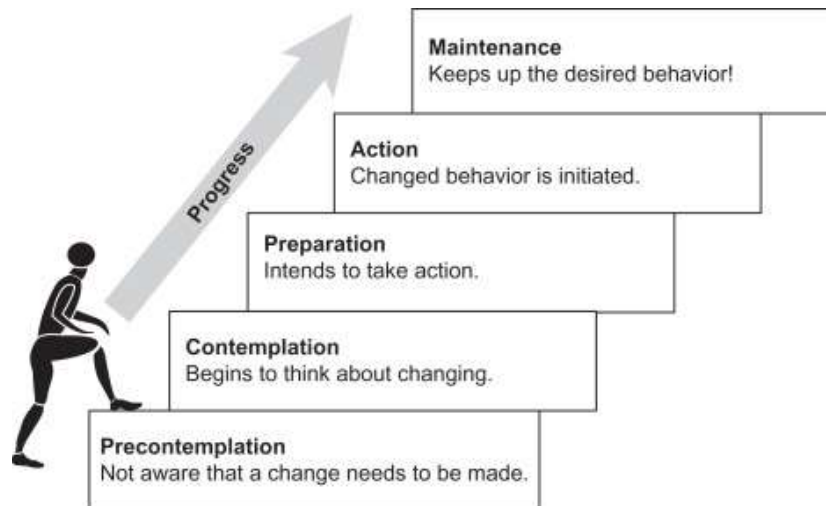 Maintenance
Keeps up the desired behavior!
Action
Changed behavior is initiated.
Progress
Preparation
Intends to take action.
Contemplation
Begins to think about changing.
Precontemplation
Not aware that a change needs to be made.